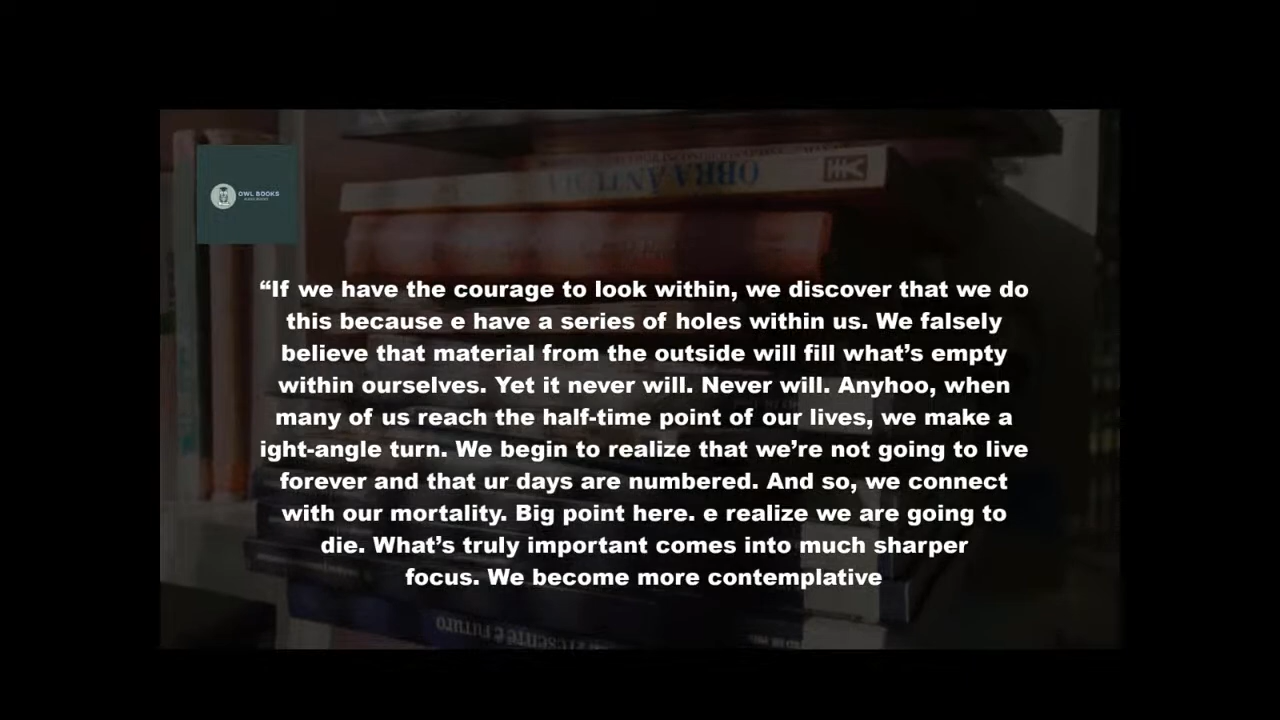 OWL BOOKS
OBRA ANTUMA
“If we have the courage to look within, we discover that we do
this because e have a series of holes within us. We falsely
believe that material from the outside will fill what’s empty
within ourselves. Yet it never will. Never will. Anyhoo, when
many of us reach the half-time point of our lives, we make a
ight-angle turn. We begin to realize that we’re not going to live
forever and that ur days are numbered. And so, we connect
with our mortality. Big point here. e realize we are going to
die. What’s truly important comes into much sharper
focus. We become more contemplative